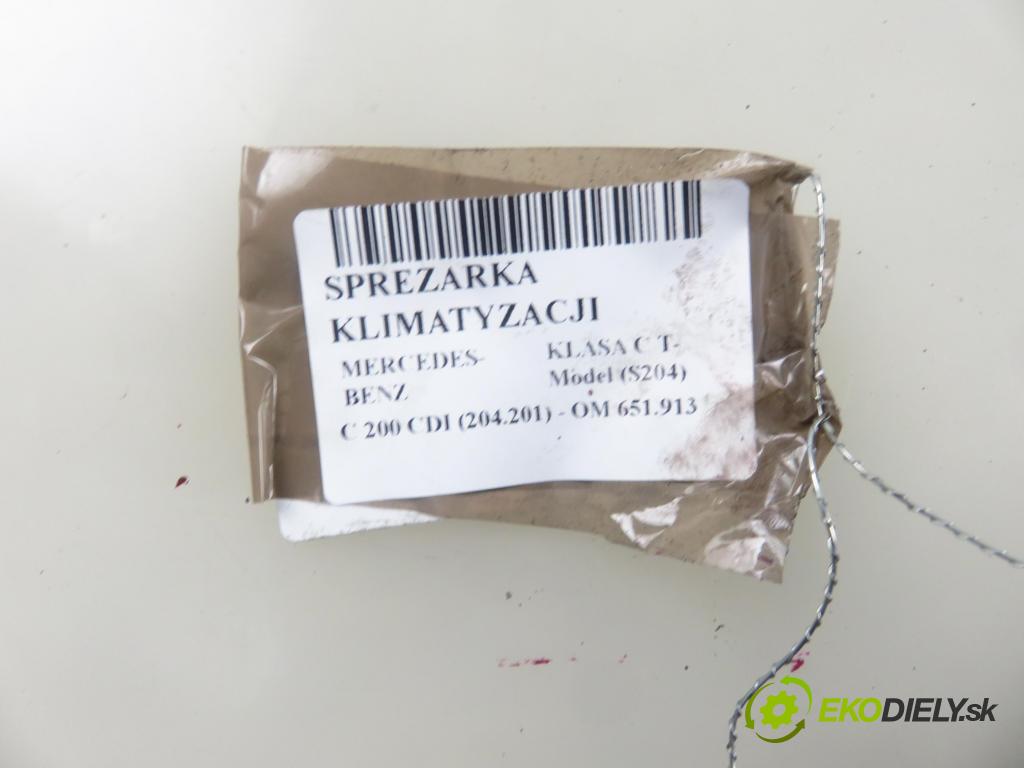 SPREZARKA
KLIMATYZACJI
MERCEDES-
BENZ
KLASA C T-
Model (S204)
C 200 CDI (204.201) - OM 651.913
EKODIELY.sk